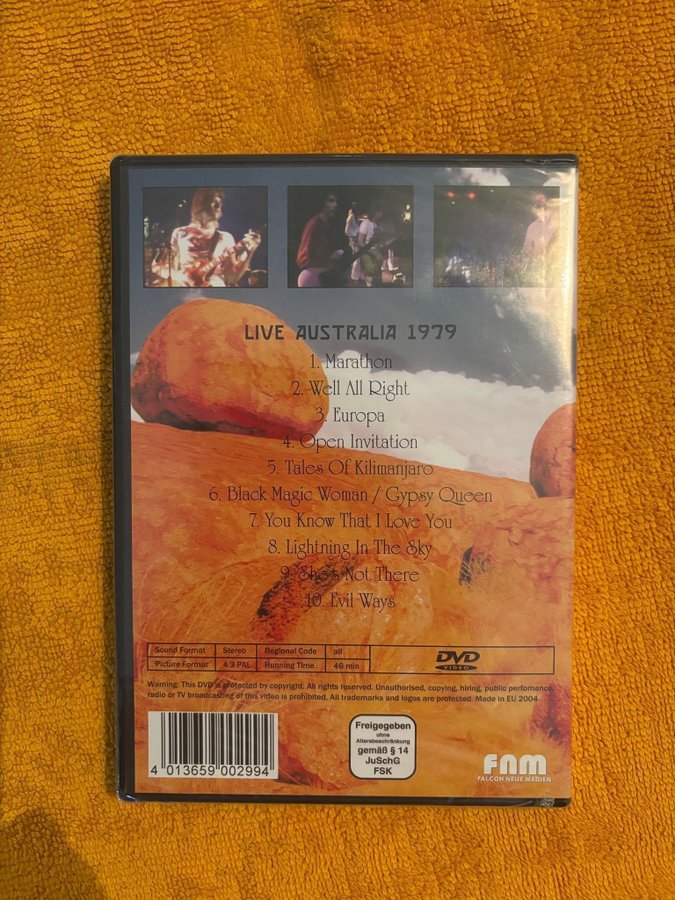 LIVE AUSTRALIA 1979
1. Marathon
2. Well All Right
3. Europa
4. Open Invitation
5. Tales Of Kilimanjaro
6. Black Magic Woman / Gypsy Queen
7. You Know That I Love You
8. Lightning In The Sky
9. She's Not There
10. Evil Ways
Sound Format Stereo Regional Code all
Picture Format 4:3 PAL Running Time 46 min
DVD
VIDEO
Warning: This DVD is protected by copyright. All rights reserved. Unauthorised, copying, hiring, public perfomance,
radio or TV broadcasting of this video is prohibited. All trademarks and logos are protected. Made in EU 2004
4 013659 002994
Freigegeben
ohne
Altersbeschränkung
gemäß § 14
JuSchG
FSK
FNM
FALCON NEUE MEDIEN